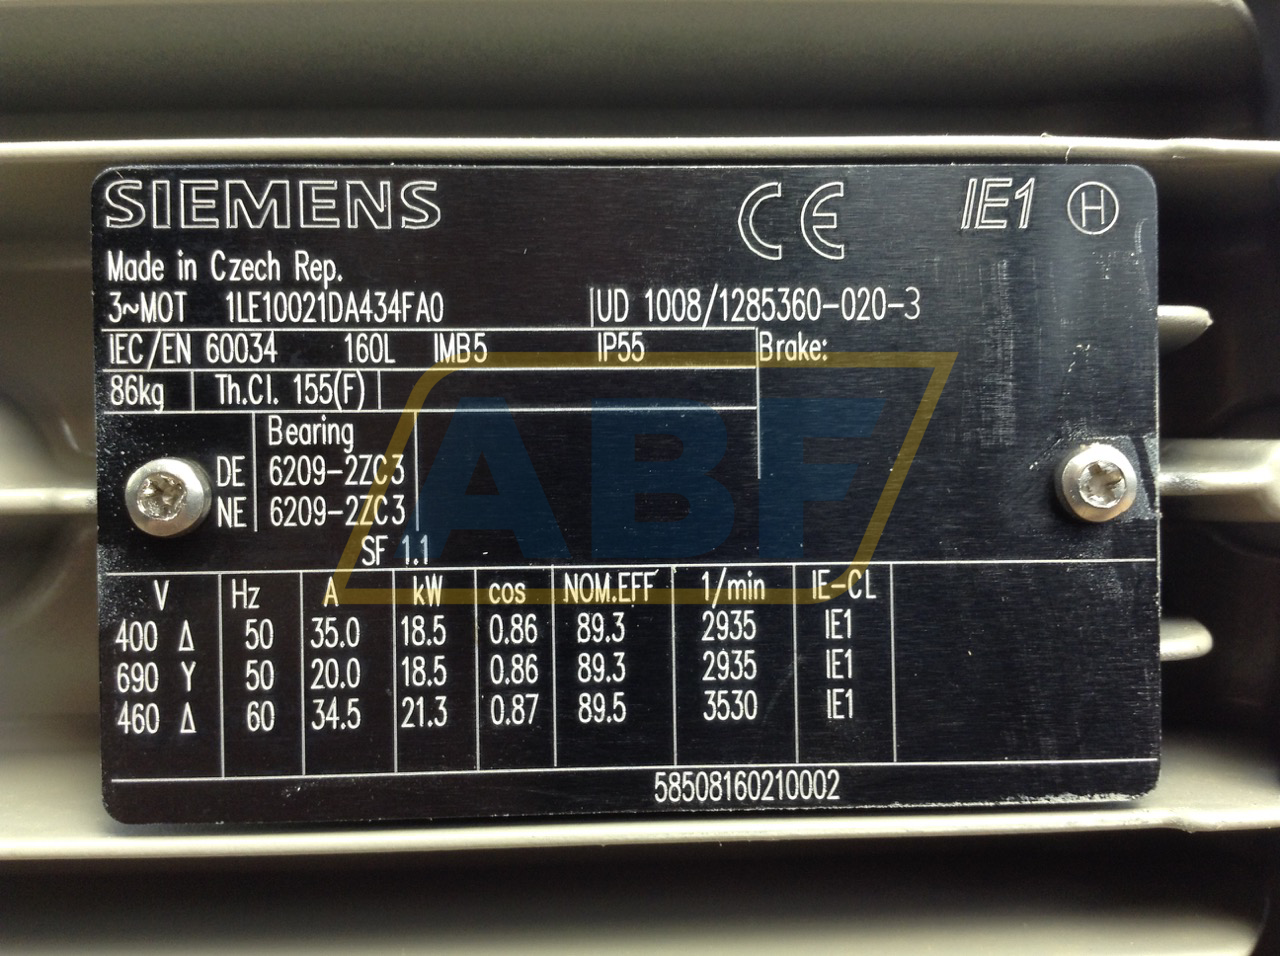 SIEMENS CE IE1 H
Made in Czech Rep.
3~MOT 1LE10021DA434FA0 UD 1008/1285360-020-3
IEC/EN 60034 160L IMB5 IP55 Brake:
86kg Th.Cl. 155(F)
Bearing
DE 6209-2ZC3
NE 6209-2ZC3
SF 1.1
V Hz A kW cos NOM.EFF 1/min IE-CL
400 Δ 50 35.0 18.5 0.86 89.3 2935 IE1
690 Y 50 20.0 18.5 0.86 89.3 2935 IE1
460 Δ 60 34.5 21.3 0.87 89.5 3530 IE1
58508160210002
ABF